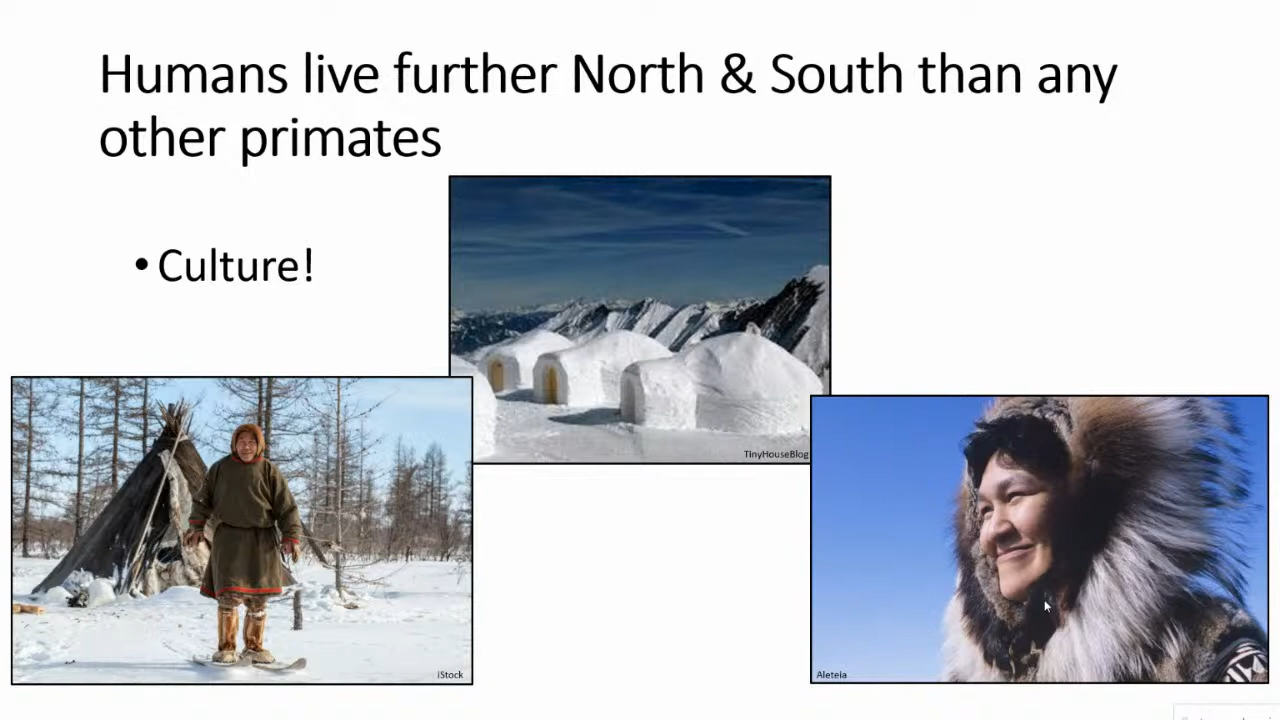 Humans live further North & South than any
other primates
• Culture!
TinyHouseBlog
iStock
Aleteia